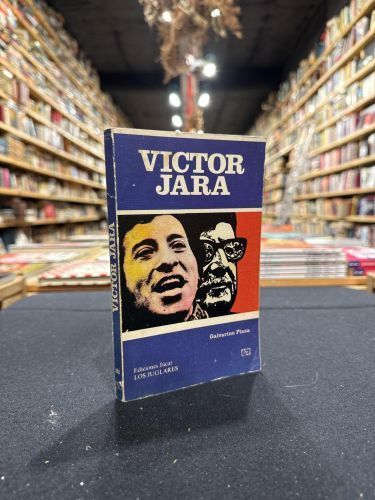 VICTOR
JARA
Galvarino Plaza
Ediciones Júcar
LOS JUGLARES
VICTOR JARA